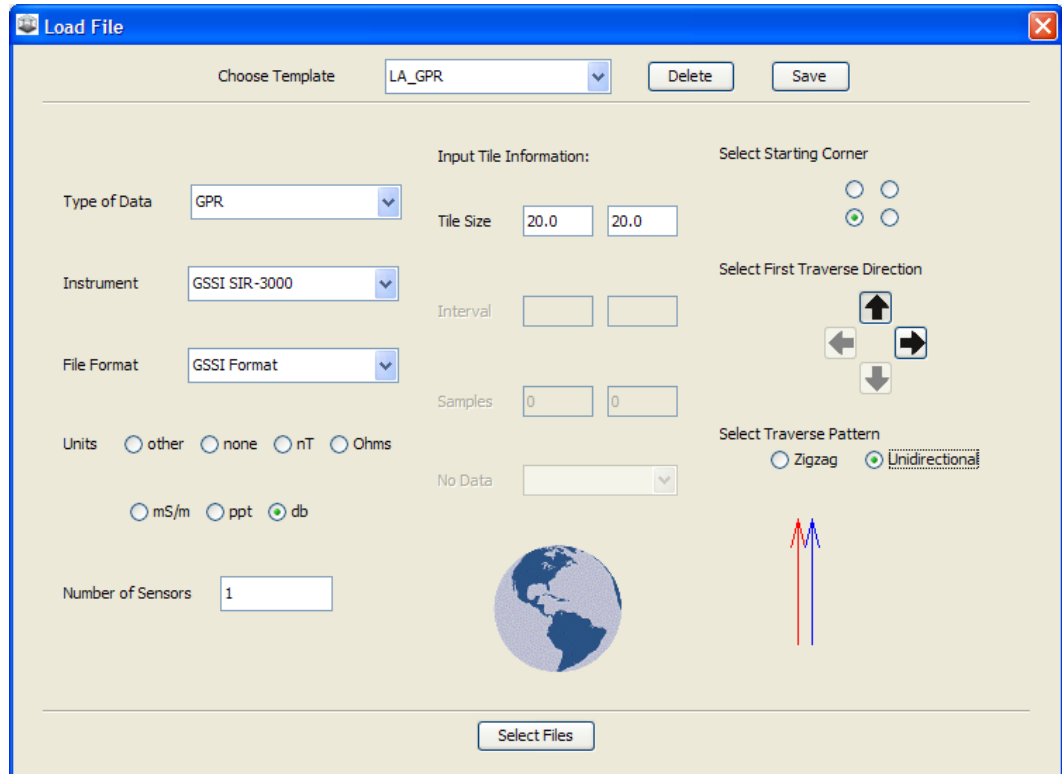 Load File
Choose Template LA_GPR Delete Save
Input Tile Information:
Select Starting Corner
Type of Data GPR
Tile Size 20.0 20.0
Select First Traverse Direction
Instrument GSSI SIR-3000
Interval
File Format GSSI Format
Samples 0 0
Select Traverse Pattern
Units other none nT Ohms
Zigzag Unidirectional
No Data
mS/m ppt db
Number of Sensors 1
Select Files